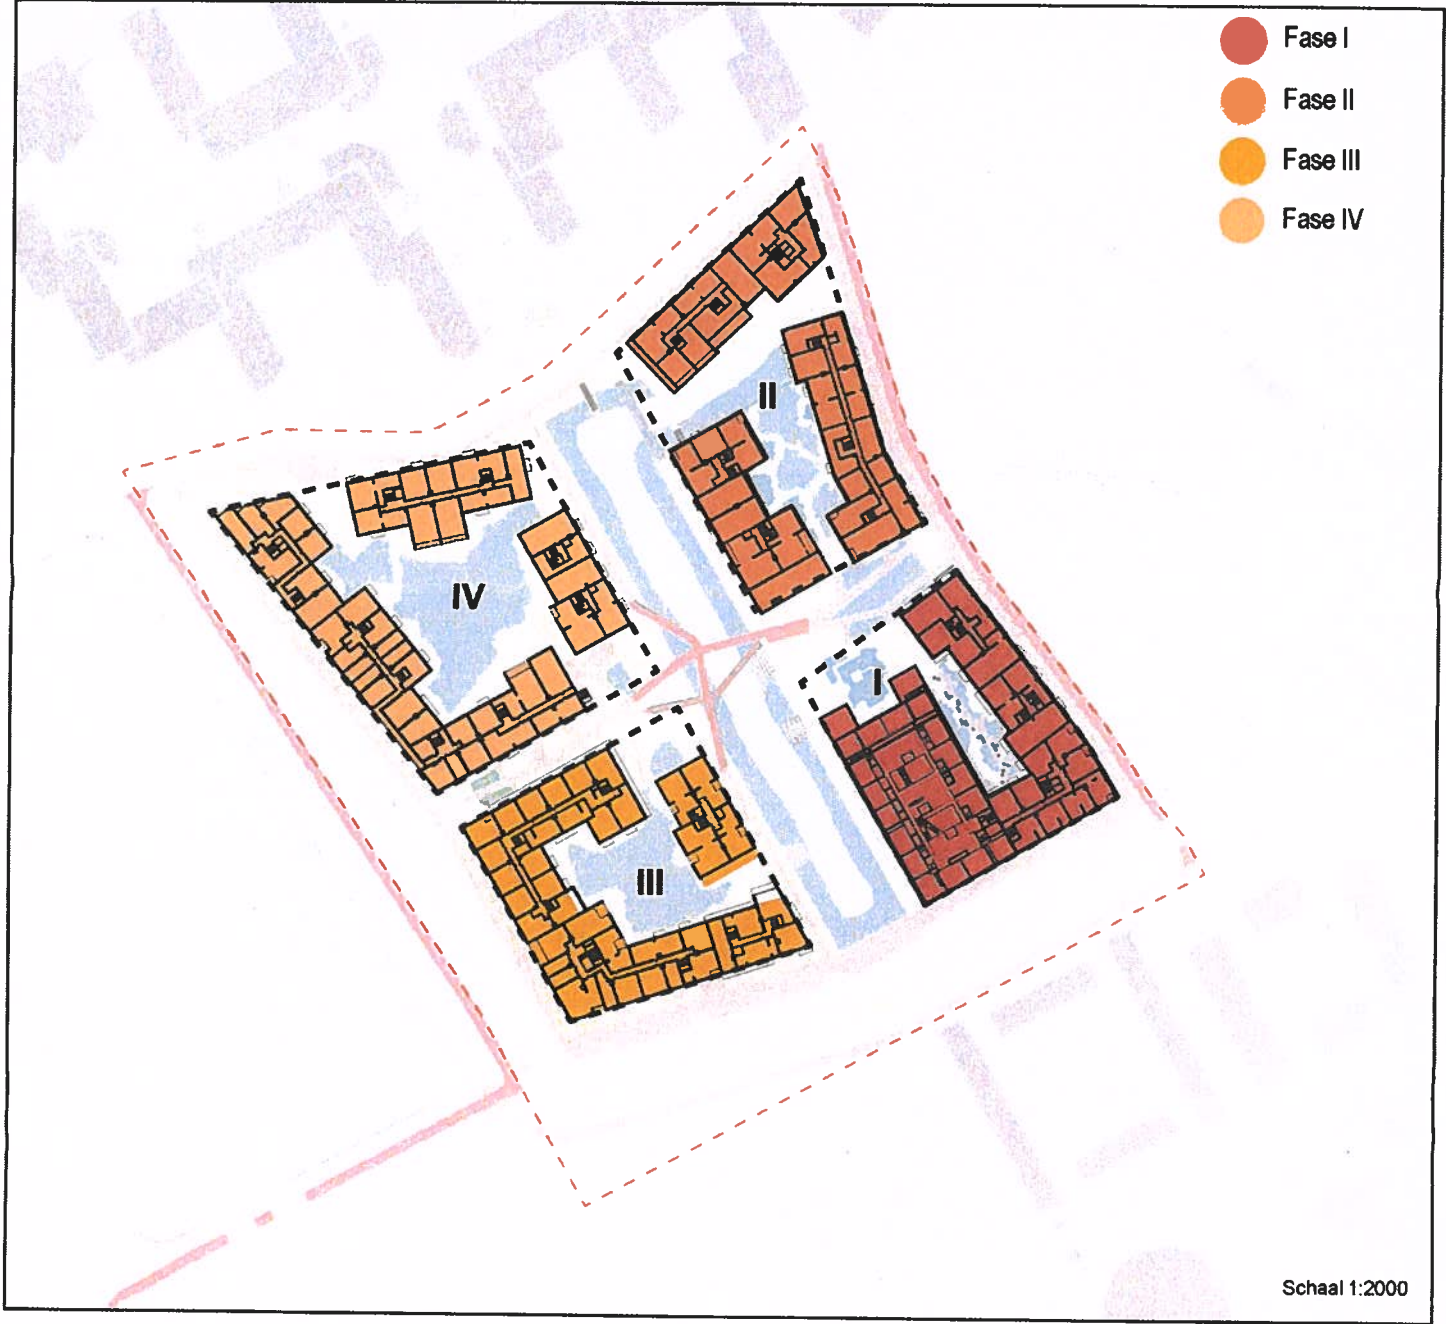 Fase I
Fase II
Fase III
Fase IV
II
IV
I
III
Schaal 1:2000